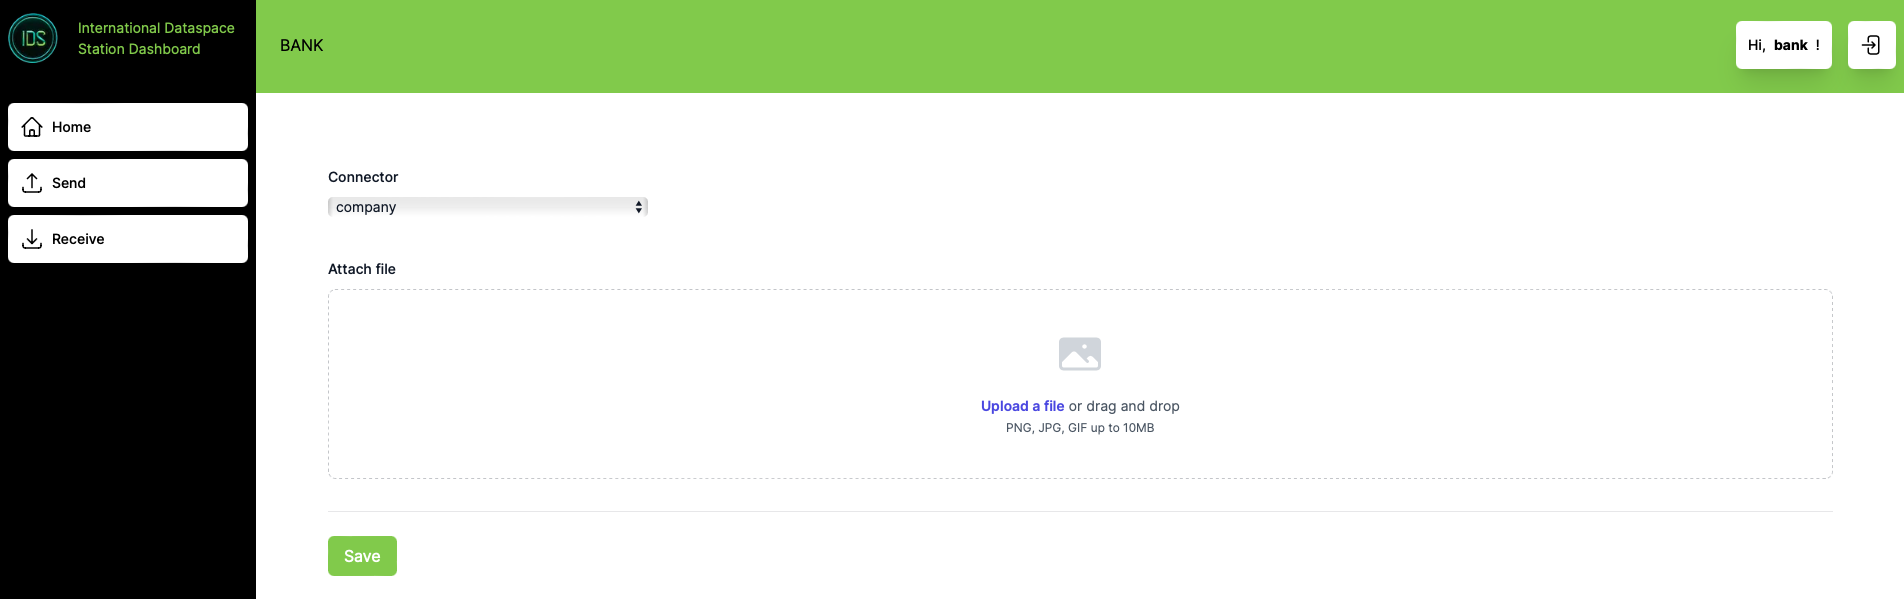 IDS
International Dataspace
Station Dashboard
BANK
Hi, bank !
Home
Send
Receive
Connector
company
Attach file
Upload a file or drag and drop
PNG, JPG, GIF up to 10MB
Save